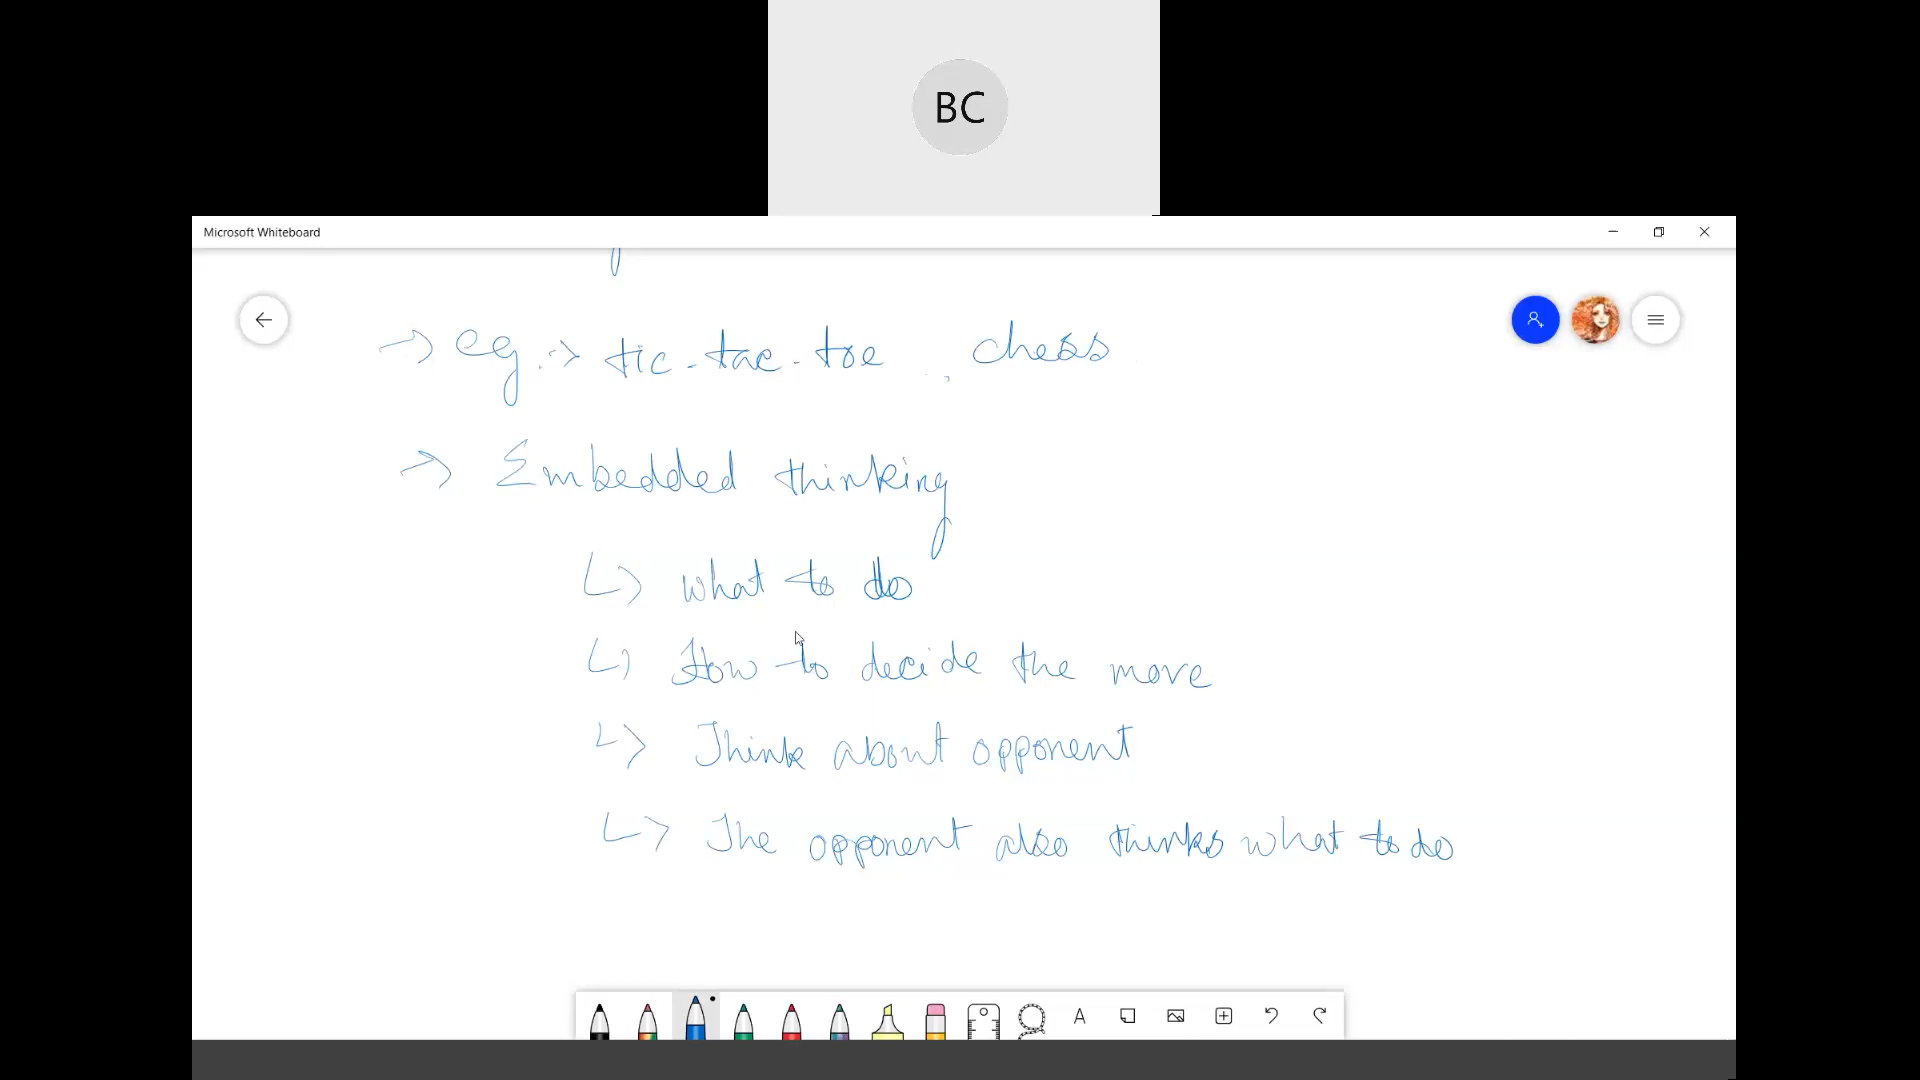 BC
Microsoft Whiteboard
→ eg. → tic-tac-toe, chess
→ Embedded thinking
↳ what to do
↳ How to decide the move
↳ Think about opponent
↳ The opponent also thinks what to do
A